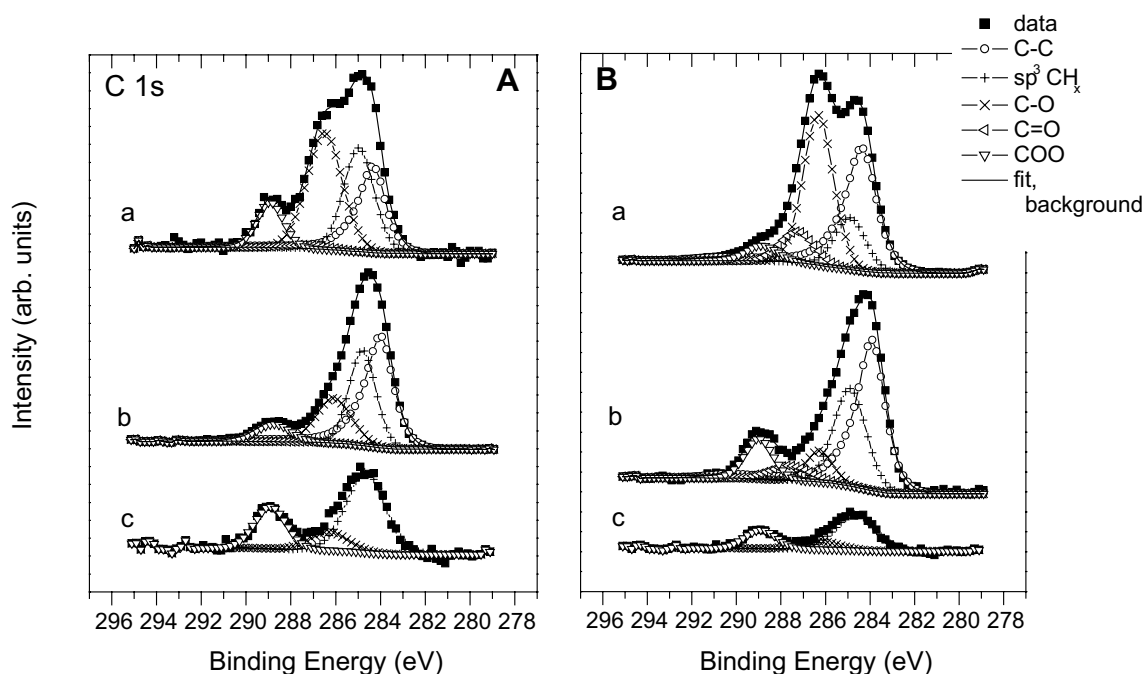 C 1s
A
a
b
c
296 294 292 290 288 286 284 282 280 278
Binding Energy (eV)
Intensity (arb. units)
B
a
b
c
296 294 292 290 288 286 284 282 280 278
Binding Energy (eV)
data
C-C
sp³ CHₓ
C-O
C=O
COO
fit,
background